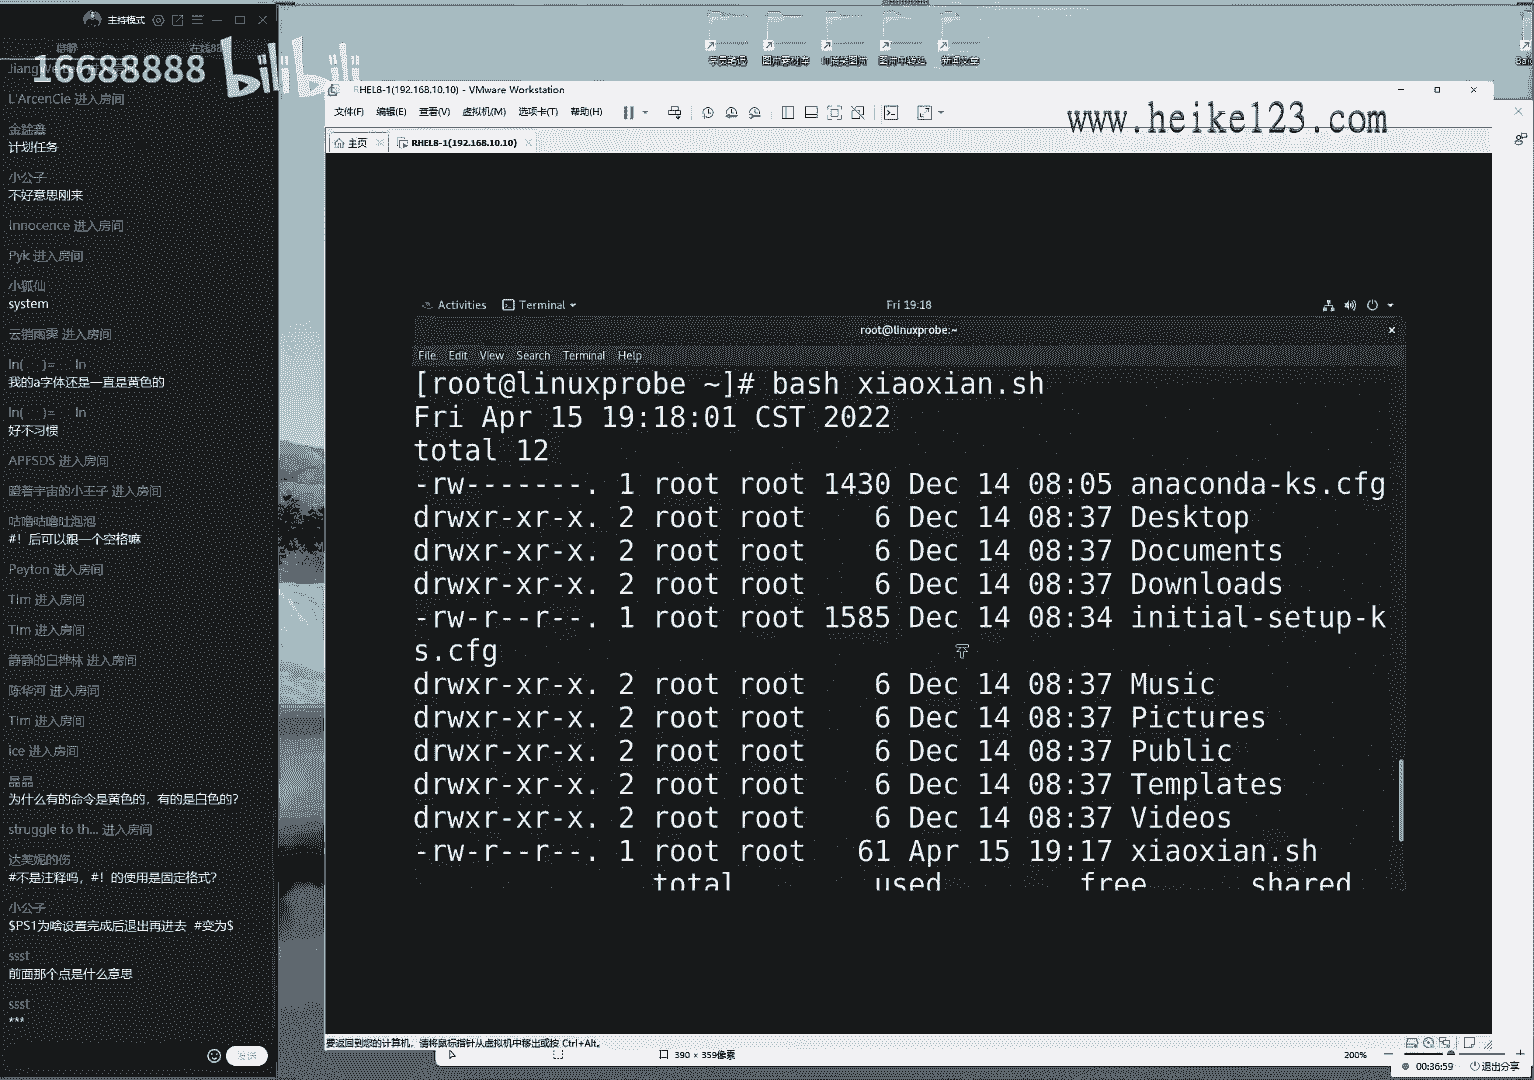 主持模式
16688888
bilibili
L'ArcenCie 进入房间
计划任务
小公子
不好意思刚来
Innocence 进入房间
Pyk 进入房间
小狐仙
system
云销雨霁 进入房间
ln( )= ln
我的a字体还是一直是黄色的
ln( )= ln
好不习惯
APFSDS 进入房间
瞪着宇宙的小王子 进入房间
咕噜咕噜吐泡泡
#！后可以跟一个空格嘛
Peyton 进入房间
Tim 进入房间
Tim 进入房间
静静的白桦林 进入房间
陈华河 进入房间
Tim 进入房间
ice 进入房间
晶晶
为什么有的命令是黄色的，有的是白色的？
struggle to th... 进入房间
达芙妮的伤
#不是注释吗，#！的使用是固定格式？
小公子
$PS1为啥设置完成后退出再进去 #变为$
ssst
前面那个点是什么意思
ssst
***
发送
RHEL8-1(192.168.10.10) - VMware Workstation
文件(F) 编辑(E) 查看(V) 虚拟机(M) 选项卡(T) 帮助(H)
www.heike123.com
主页 RHEL8-1(192.168.10.10)
Activities Terminal Fri 19:18
root@linuxprobe:~
File Edit View Search Terminal Help
[root@linuxprobe ~]# bash xiaoxian.sh
Fri Apr 15 19:18:01 CST 2022
total 12
-rw-------. 1 root root 1430 Dec 14 08:05 anaconda-ks.cfg
drwxr-xr-x. 2 root root 6 Dec 14 08:37 Desktop
drwxr-xr-x. 2 root root 6 Dec 14 08:37 Documents
drwxr-xr-x. 2 root root 6 Dec 14 08:37 Downloads
-rw-r--r--. 1 root root 1585 Dec 14 08:34 initial-setup-k
s.cfg
drwxr-xr-x. 2 root root 6 Dec 14 08:37 Music
drwxr-xr-x. 2 root root 6 Dec 14 08:37 Pictures
drwxr-xr-x. 2 root root 6 Dec 14 08:37 Public
drwxr-xr-x. 2 root root 6 Dec 14 08:37 Templates
drwxr-xr-x. 2 root root 6 Dec 14 08:37 Videos
-rw-r--r--. 1 root root 61 Apr 15 19:17 xiaoxian.sh
total used free shared
要返回到您的计算机，请将鼠标指针从虚拟机中移出或按 Ctrl+Alt。
390 × 359像素
200%
00:36:59 退出分享